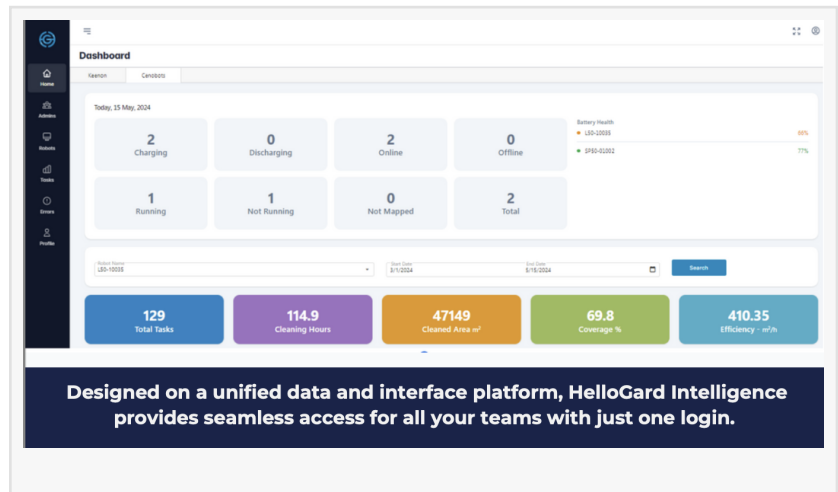 Dashboard
Home
Admins
Robots
Tasks
Errors
Profile
Keenon
Cenobots
Today, 15 May, 2024
2
Charging
0
Discharging
2
Online
0
Offline
1
Running
1
Not Running
0
Not Mapped
2
Total
Battery Health
L50-10035
SP50-01002
77%
Robot Name
L50-10035
Start Date
5/1/2024
End Date
5/15/2024
Search
129
Total Tasks
114.9
Cleaning Hours
47149
Cleaned Area m²
69.8
Coverage %
410.35
Efficiency - m²/h
Designed on a unified data and interface platform, HelloGard Intelligence
provides seamless access for all your teams with just one login.